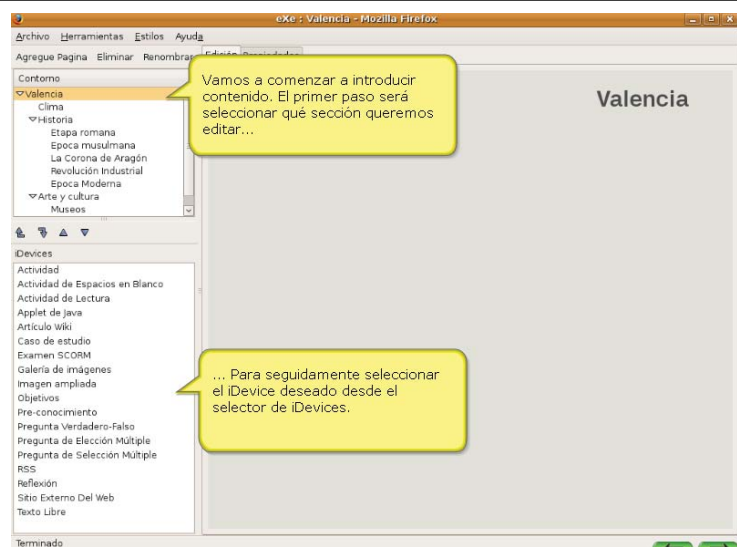 eXe : Valencia - Mozilla Firefox
Archivo Herramientas Estilos Ayuda
Agregue Pagina Eliminar Renombrar Edición Propiedades
Contorno
Valencia
Clima
Historia
Etapa romana
Epoca musulmana
La Corona de Aragón
Revolución Industrial
Epoca Moderna
Arte y cultura
Museos
Vamos a comenzar a introducir
contenido. El primer paso será
seleccionar qué sección queremos
editar...
Valencia
iDevices
Actividad
Actividad de Espacios en Blanco
Actividad de Lectura
Applet de Java
Artículo Wiki
Caso de estudio
Examen SCORM
Galería de imágenes
Imagen ampliada
Objetivos
Pre-conocimiento
Pregunta Verdadero-Falso
Pregunta de Elección Múltiple
Pregunta de Selección Múltiple
RSS
Reflexión
Sitio Externo Del Web
Texto Libre
... Para seguidamente seleccionar
el iDevice deseado desde el
selector de iDevices.
Terminado